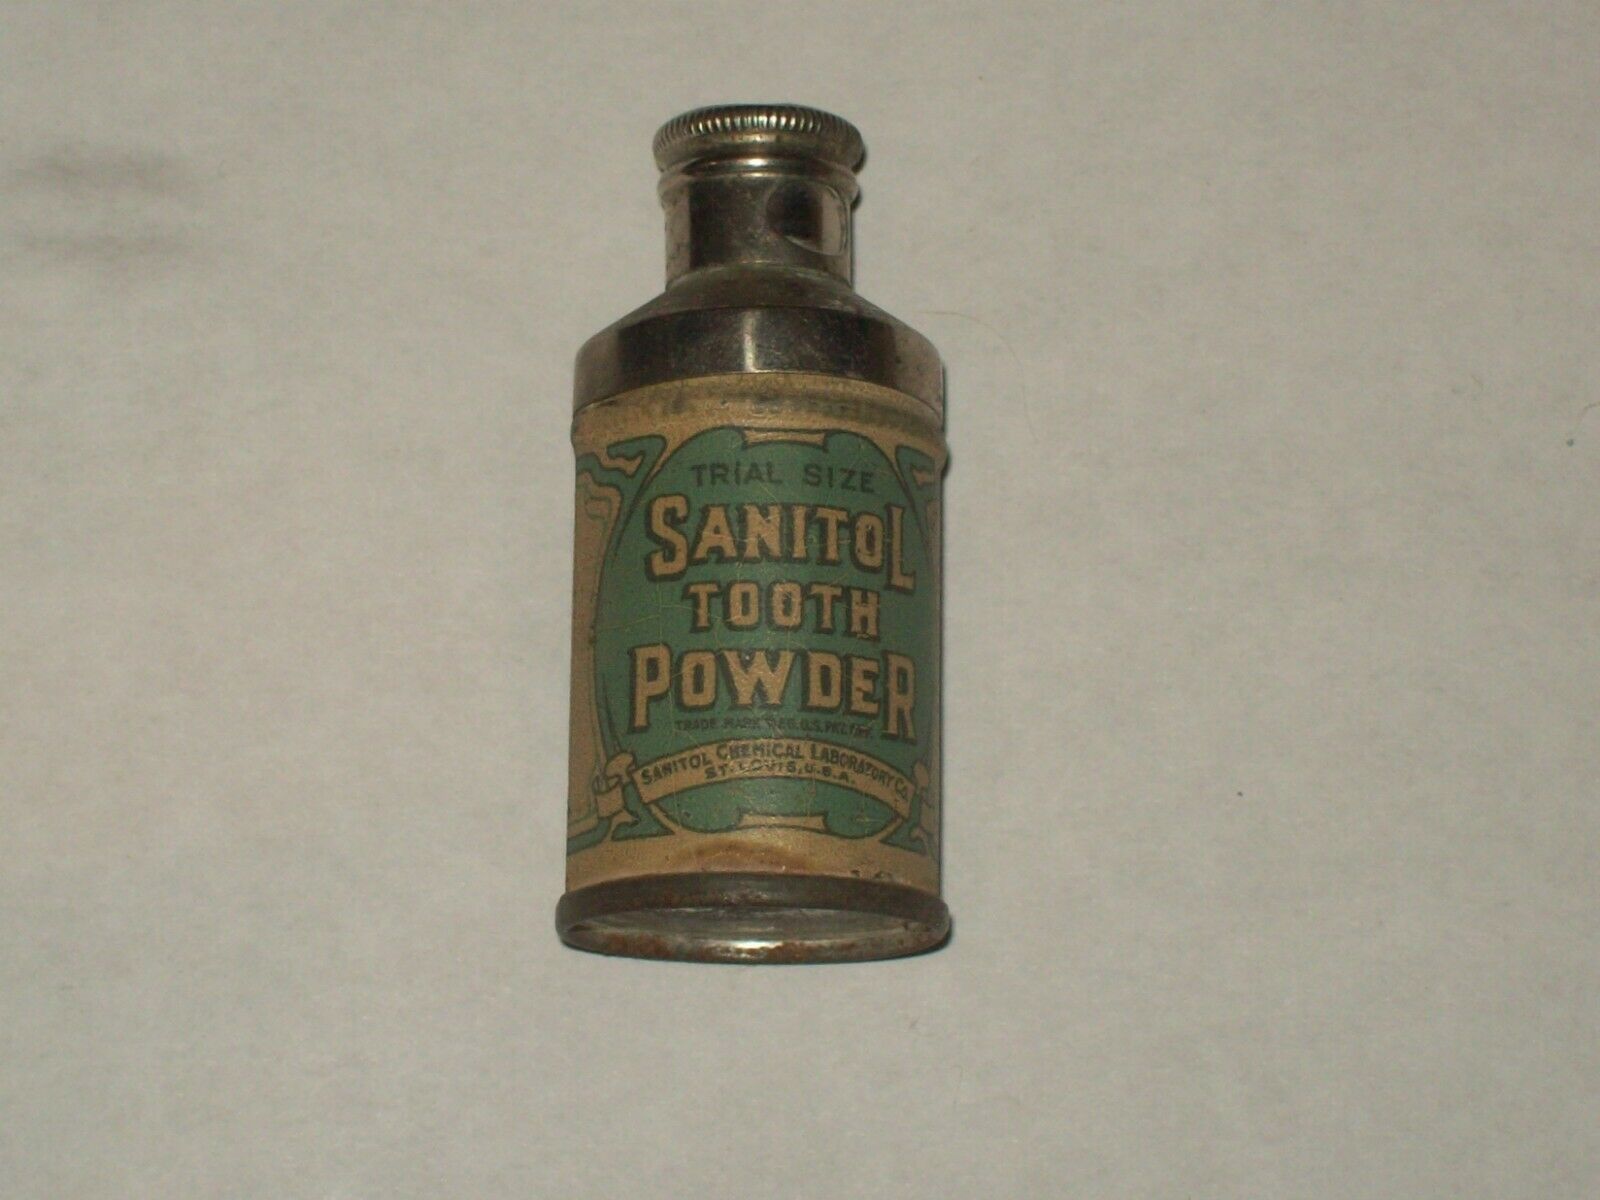 TRIAL SIZE
SANITOL
TOOTH
POWDER
TRADE MARK REG. U.S. PAT. OFF.
SANITOL CHEMICAL LABORATORY CO.
ST. LOUIS, U.S.A.